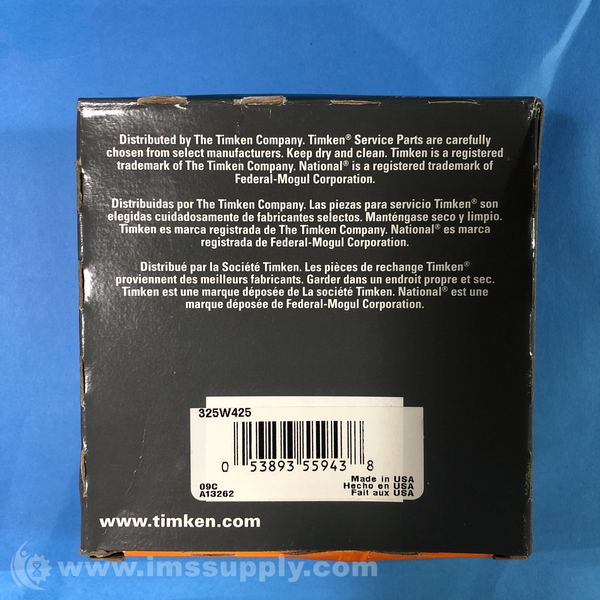 Distributed by The Timken Company. Timken® Service Parts are carefully
chosen from select manufacturers. Keep dry and clean. Timken is a registered
trademark of The Timken Company. National® is a registered trademark of
Federal-Mogul Corporation.
Distribuidas por The Timken Company. Las piezas para servicio Timken® son
elegidas cuidadosamente de fabricantes selectos. Manténgase seco y limpio.
Timken es marca registrada de The Timken Company. National® es marca
registrada de Federal-Mogul Corporation.
Distribué par la Société Timken. Les pièces de rechange Timken®
proviennent des meilleurs fabricants. Garder dans un endroit propre et sec.
Timken est une marque déposée de La société Timken. National® est une
marque déposée de Federal-Mogul Corporation.
325W425
0 53893 55943 8
09C
A13262
Made in USA
Hecho en USA
Fait aux USA
www.timken.com
www.imssupply.com